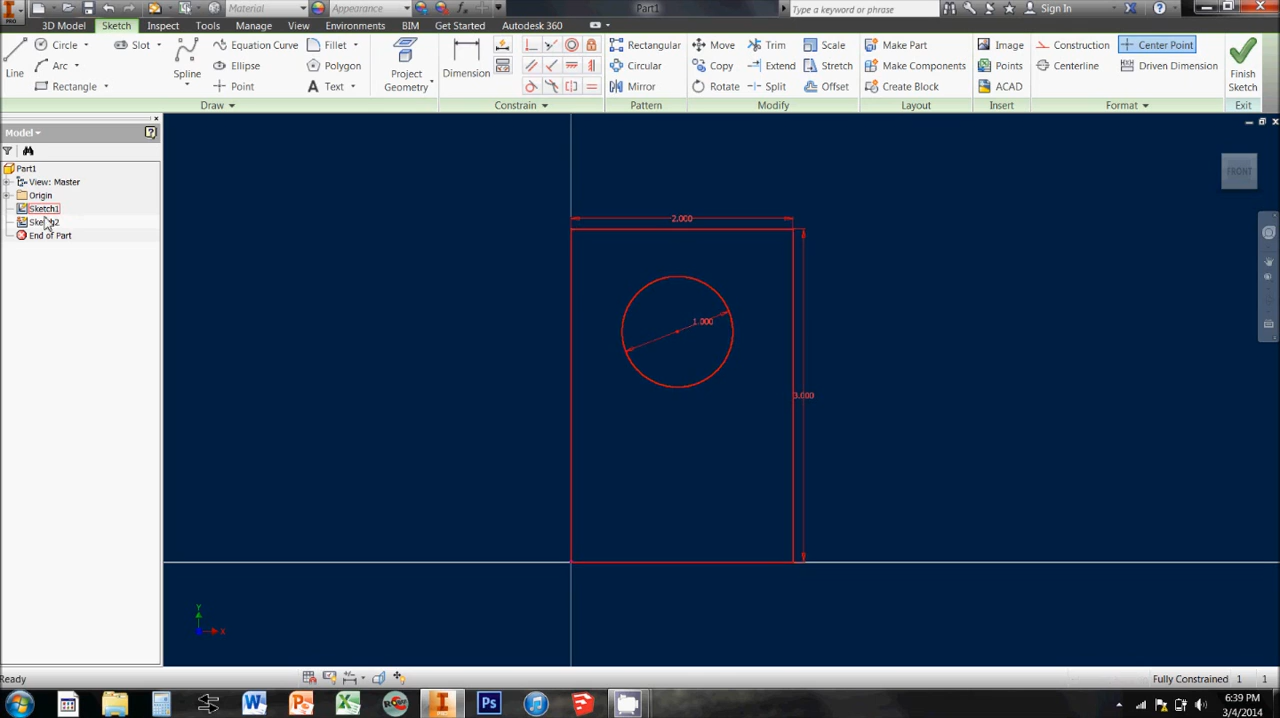 PRO
Material
Appearance
Part1
Type a keyword or phrase
Sign In
3D Model
Sketch
Inspect
Tools
Manage
View
Environments
BIM
Get Started
Autodesk 360
Line
Circle
Arc
Rectangle
Slot
Spline
Equation Curve
Ellipse
Point
Fillet
Polygon
Text
Project Geometry
Dimension
Rectangular
Circular
Mirror
Move
Copy
Rotate
Trim
Extend
Split
Scale
Stretch
Offset
Make Part
Make Components
Create Block
Image
Points
ACAD
Construction
Centerline
Center Point
Driven Dimension
Finish Sketch
Draw
Constrain
Pattern
Modify
Layout
Insert
Format
Exit
Model
Part1
View: Master
Origin
Sketch1
Sketch2
End of Part
FRONT
2.000
1.000
3.000
Y
X
Ready
Fully Constrained 1 1
6:39 PM
3/4/2014